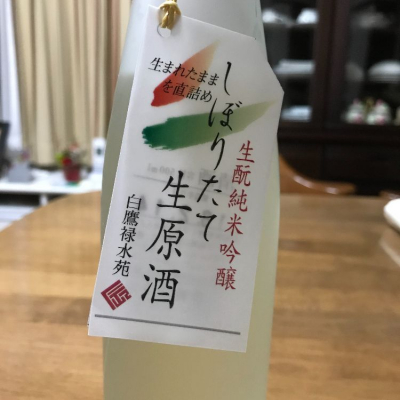 生まれたまま
を直詰め
しぼりたて
生原酒
生酛純米吟醸
白鷹禄水苑